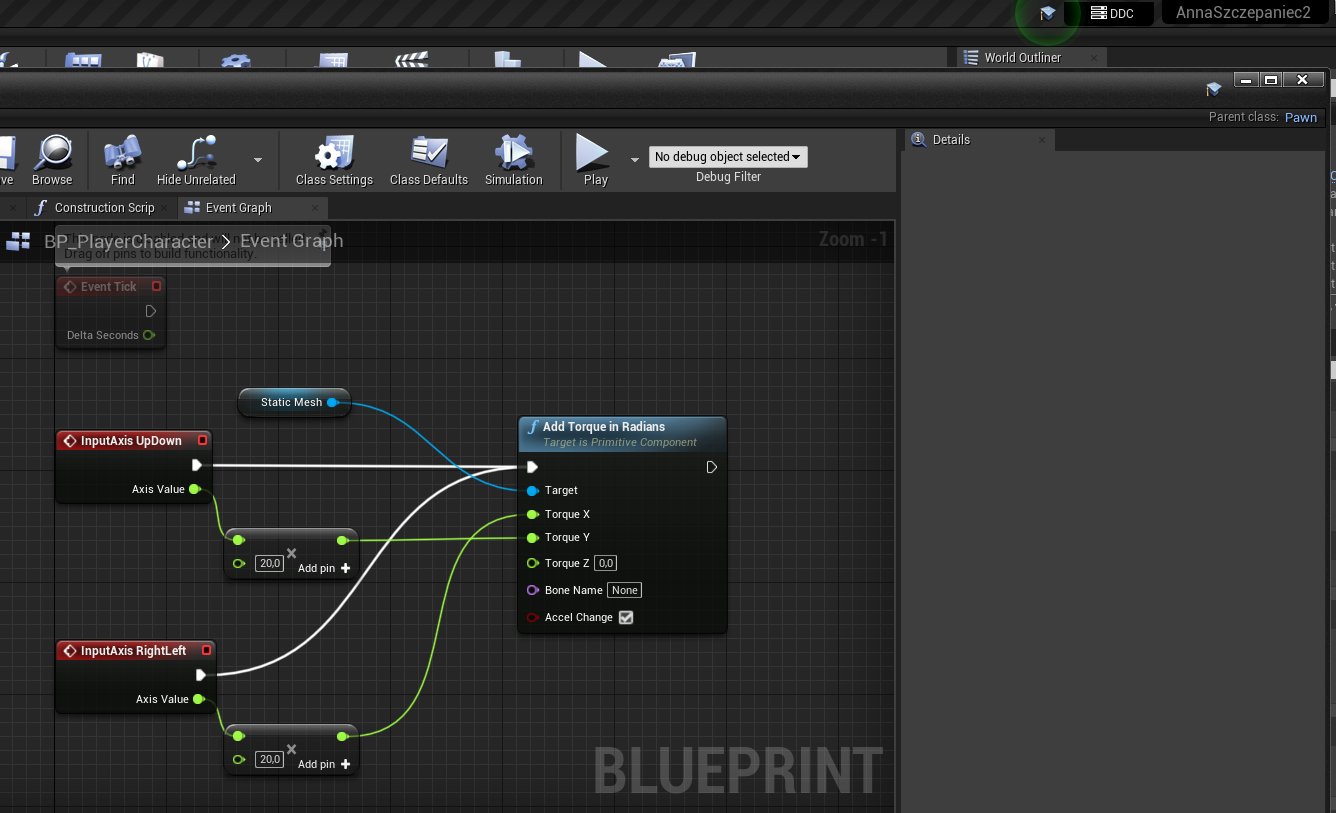 DDC
AnnaSzczepaniec2
World Outliner
Parent class: Pawn
ve
Browse
Find
Hide Unrelated
Class Settings
Class Defaults
Simulation
Play
No debug object selected
Debug Filter
Details
Construction Scrip
Event Graph
BP_PlayerCharacter > Event Graph
Zoom -1
Drag off pins to build functionality.
Event Tick
Delta Seconds
Static Mesh
InputAxis UpDown
Axis Value
20,0
Add pin
Add Torque in Radians
Target is Primitive Component
Target
Torque X
Torque Y
Torque Z 0,0
Bone Name None
Accel Change
InputAxis RightLeft
Axis Value
20,0
Add pin
BLUEPRINT